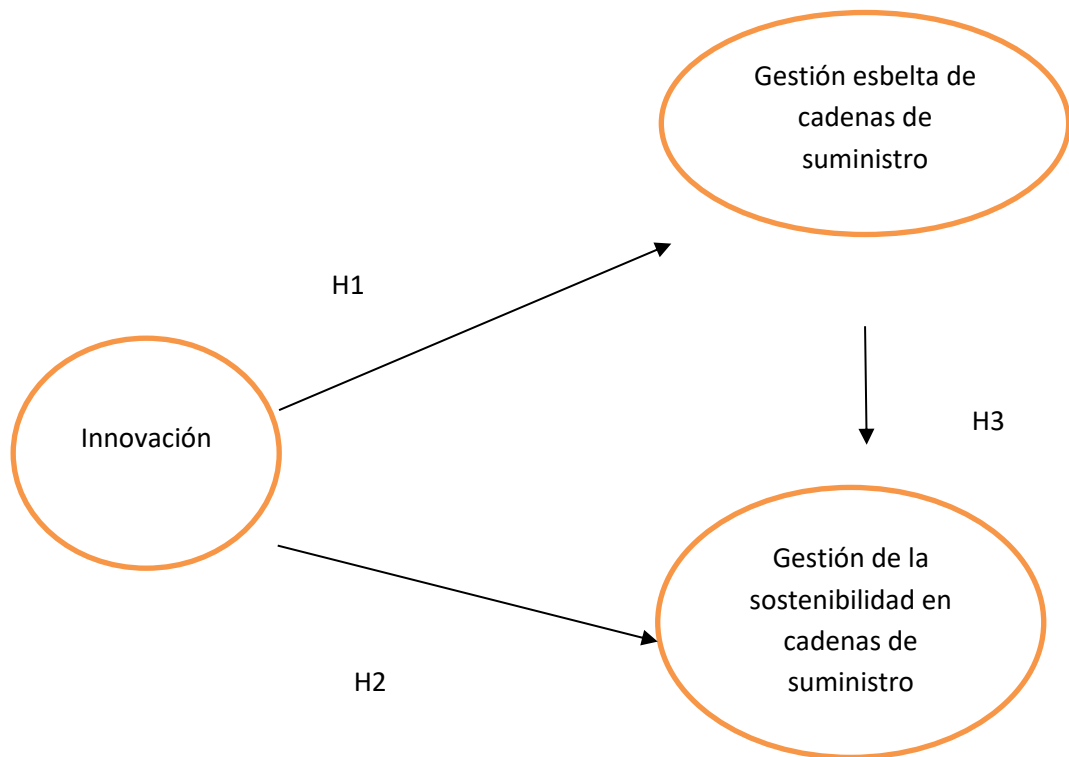 Gestión esbelta de
cadenas de
suministro
H1
Innovación
H3
Gestión de la
sostenibilidad en
cadenas de
suministro
H2